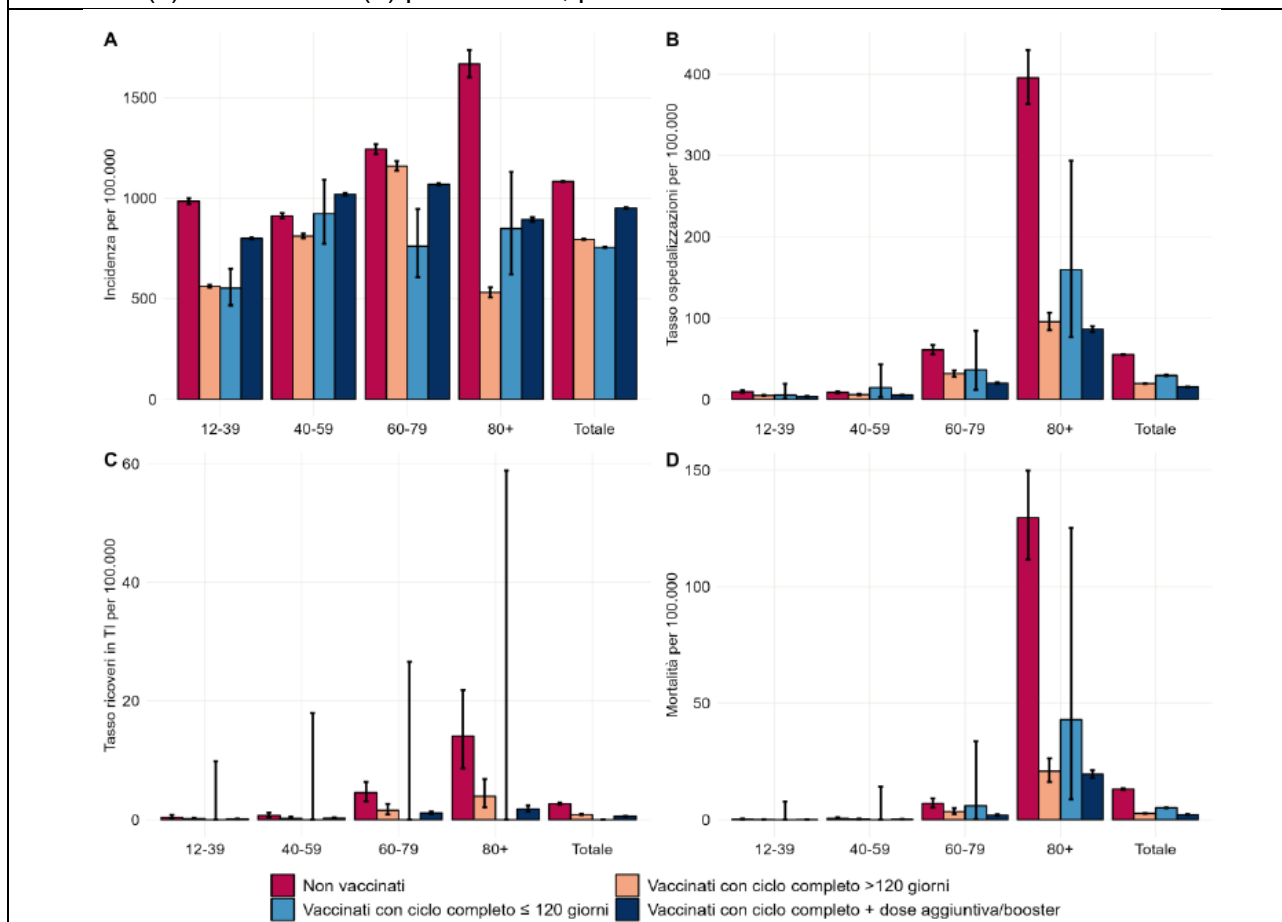 A
B
Incidenza per 100.000
1500
1000
500
0
12-39
40-59
60-79
80+
Totale
Tasso ospedalizzazioni per 100.000
400
300
200
100
0
12-39
40-59
60-79
80+
Totale
C
D
Tasso ricoveri in TI per 100.000
60
40
20
0
12-39
40-59
60-79
80+
Totale
Mortalità per 100.000
150
100
50
0
12-39
40-59
60-79
80+
Totale
Non vaccinati
Vaccinati con ciclo completo >120 giorni
Vaccinati con ciclo completo ≤ 120 giorni
Vaccinati con ciclo completo + dose aggiuntiva/booster